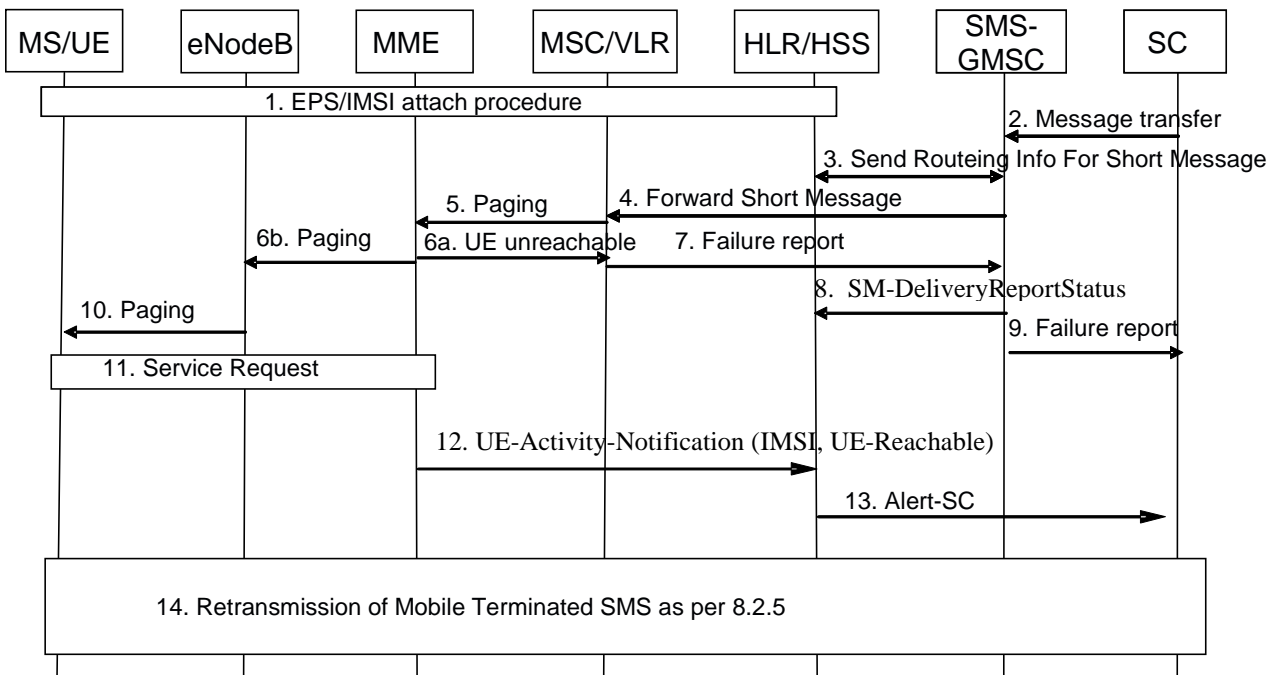 MS/UE
eNodeB
MME
MSC/VLR
HLR/HSS
SMS-
GMSC
SC
1. EPS/IMSI attach procedure
2. Message transfer
3. Send Routeing Info For Short Message
4. Forward Short Message
5. Paging
6b. Paging
6a. UE unreachable
7. Failure report
8. SM-DeliveryReportStatus
10. Paging
9. Failure report
11. Service Request
12. UE-Activity-Notification (IMSI, UE-Reachable)
13. Alert-SC
14. Retransmission of Mobile Terminated SMS as per 8.2.5